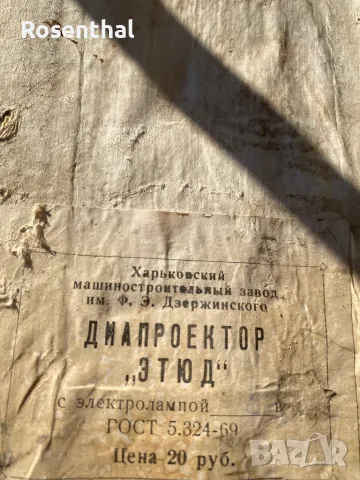 Rosenthal
Харьковский
машиностроительный завод
им. Ф. Э. Дзержинского
ДИАПРОЕКТОР
„ЭТЮД"
с электролампой в
ГОСТ 5.324-69
Цена 20 руб.
BAZAR